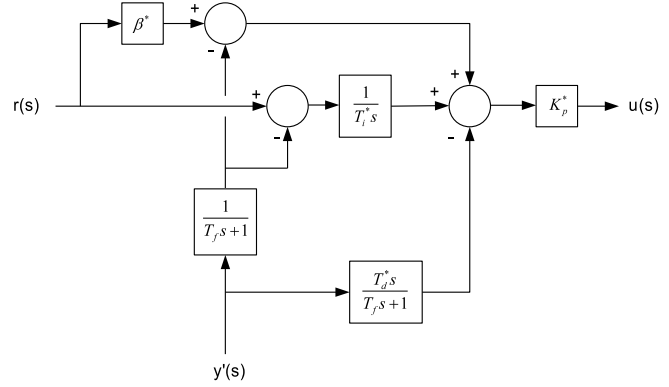 β*
+
-
+
r(s)
+
-
1
T_i^* s
+
-
K_p^*
u(s)
1
T_f s + 1
T_d^* s
T_f s + 1
y'(s)